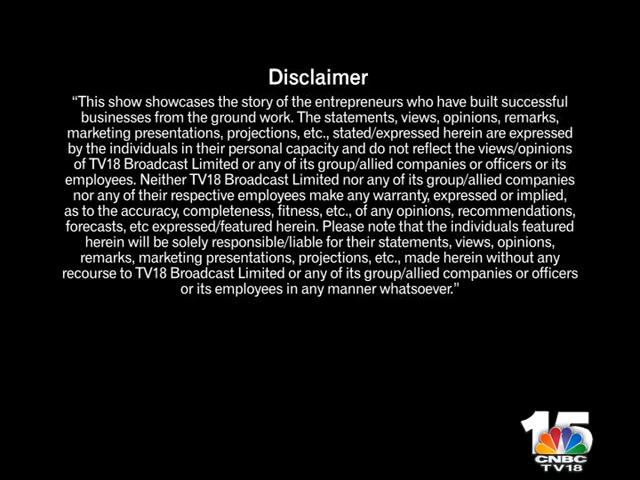 Disclaimer
“This show showcases the story of the entrepreneurs who have built successful
businesses from the ground work. The statements, views, opinions, remarks,
marketing presentations, projections, etc., stated/expressed herein are expressed
by the individuals in their personal capacity and do not reflect the views/opinions
of TV18 Broadcast Limited or any of its group/allied companies or officers or its
employees. Neither TV18 Broadcast Limited nor any of its group/allied companies
nor any of their respective employees make any warranty, expressed or implied,
as to the accuracy, completeness, fitness, etc., of any opinions, recommendations,
forecasts, etc expressed/featured herein. Please note that the individuals featured
herein will be solely responsible/liable for their statements, views, opinions,
remarks, marketing presentations, projections, etc., made herein without any
recourse to TV18 Broadcast Limited or any of its group/allied companies or officers
or its employees in any manner whatsoever.”
15
CNBC
TV18